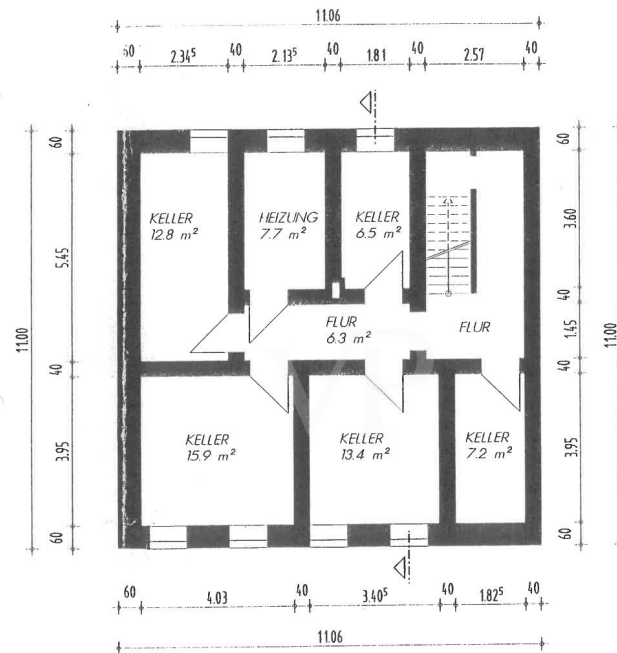 11.06
60 2.34⁵ 40 2.13⁵ 40 1.81 40 2.57 40
60
5.45
40
3.95
60
11.00
KELLER
12.8 m²
HEIZUNG
7.7 m²
KELLER
6.5 m²
FLUR
6.3 m²
FLUR
KELLER
15.9 m²
KELLER
13.4 m²
KELLER
7.2 m²
VP
60
3.60
40
1.45
40
3.95
60
11.00
60 4.03 40 3.40⁵ 40 1.82⁵ 40
11.06